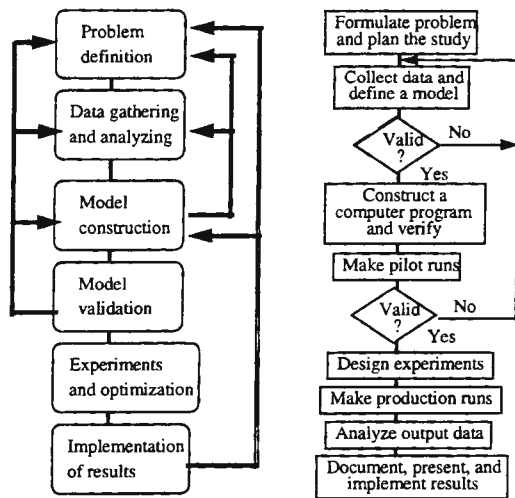 Problem
definition
Data gathering
and analyzing
Model
construction
Model
validation
Experiments
and optimization
Implementation
of results
Formulate problem
and plan the study
Collect data and
define a model
Valid
?
No
Yes
Construct a
computer program
and verify
Make pilot runs
Valid
?
No
Yes
Design experiments
Make production runs
Analyze output data
Document, present, and
implement results